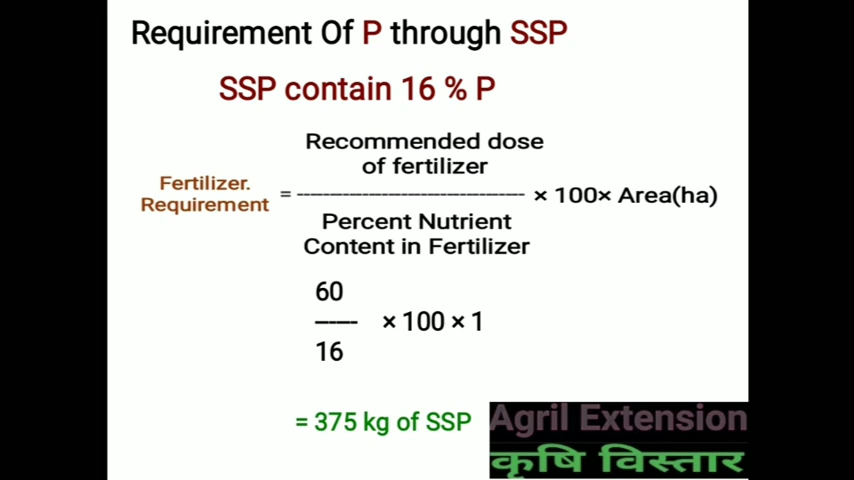 Requirement Of P through SSP
SSP contain 16 % P
Recommended dose
of fertilizer
Fertilizer.
Requirement
= ---------------------------------- × 100× Area(ha)
Percent Nutrient
Content in Fertilizer
60
------ × 100 × 1
16
= 375 kg of SSP
Agril Extension
कृषि विस्तार